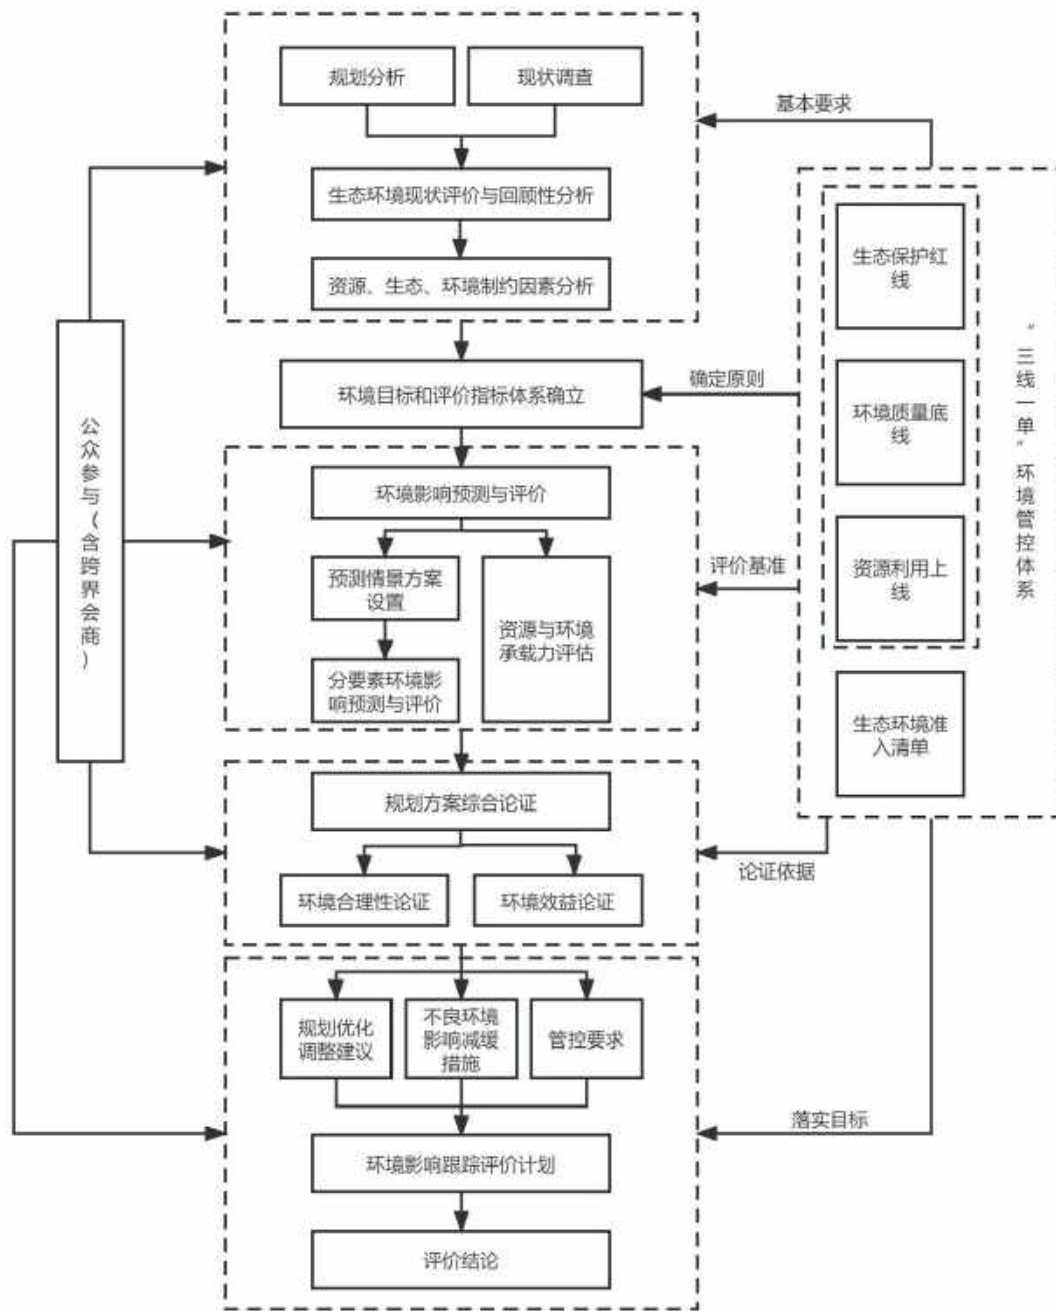 规划分析
现状调查
基本要求
生态环境现状评价与回顾性分析
生态保护红
线
资源、生态、环境制约因素分析
“三线一单”环境管控体系
确定原则
环境目标和评价指标体系确立
环境质量底
线
公众参与（含跨界会商）
环境影响预测与评价
评价基准
预测情景方案
设置
资源利用上
线
资源与环境
承载力评估
分要素环境影
响预测与评价
生态环境准
入清单
规划方案综合论证
论证依据
环境合理性论证
环境效益论证
规划优化
调整建议
不良环境
影响减缓
措施
管控要求
落实目标
环境影响跟踪评价计划
评价结论